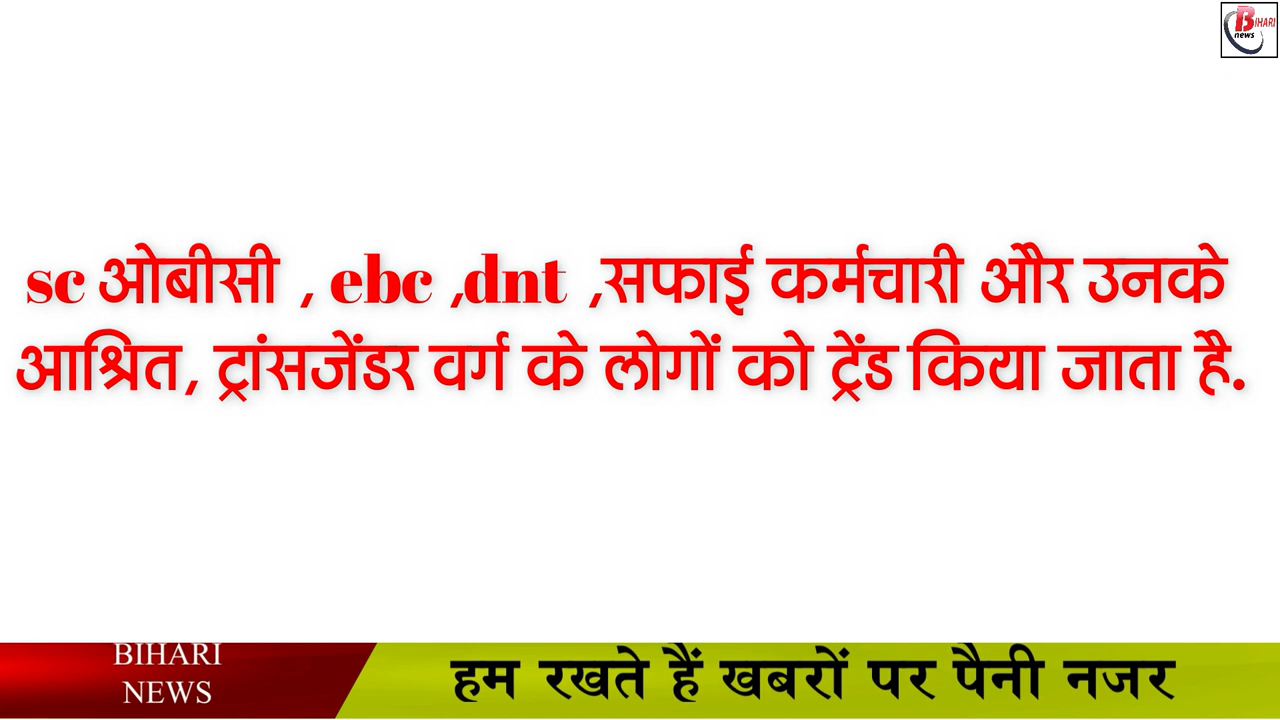 BIHARI
news
sc ओबीसी , ebc ,dnt ,सफाई कर्मचारी और उनके
आश्रित, ट्रांसजेंडर वर्ग के लोगों को ट्रेंड किया जाता है.
BIHARI
NEWS
हम रखते हैं खबरों पर पैनी नजर